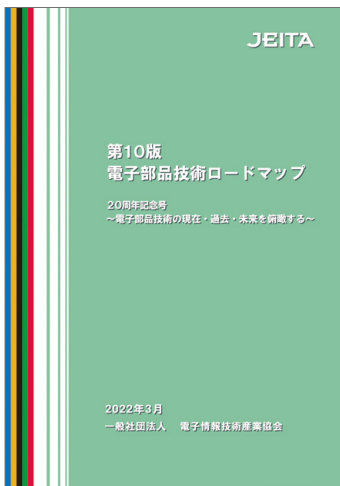 JEITA
第10版
電子部品技術ロードマップ
20周年記念号
～電子部品技術の現在・過去・未来を俯瞰する～
2022年3月
一般社団法人　電子情報技術産業協会